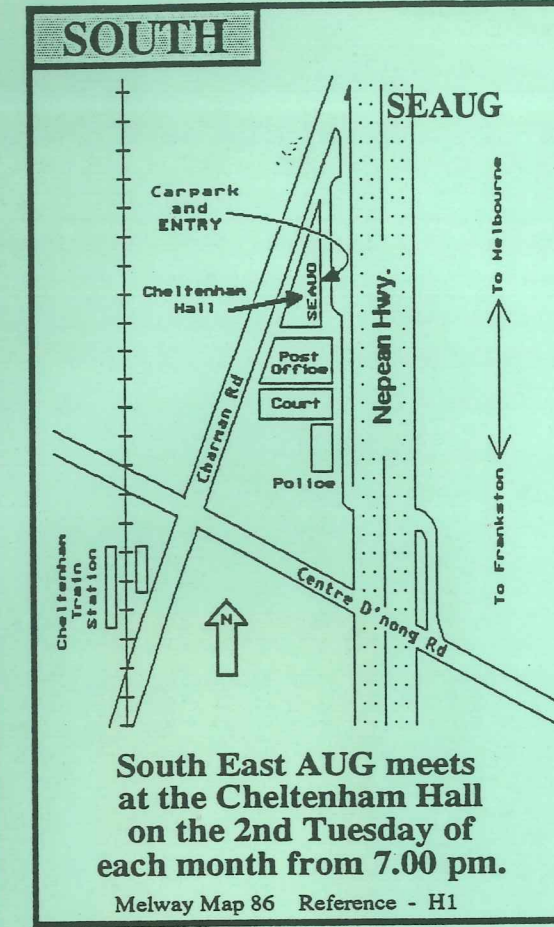 SOUTH
SEAUG
Carpark
and
ENTRY
To Melbourne
Cheltenham
Hall
SEAUG
Nepean Hwy.
Post
Office
Charman Rd
Court
Police
To Frankston
Cheltenham
Train
Station
Centre D'nong Rd
N
South East AUG meets
at the Cheltenham Hall
on the 2nd Tuesday of
each month from 7.00 pm.
Melway Map 86 Reference - H1